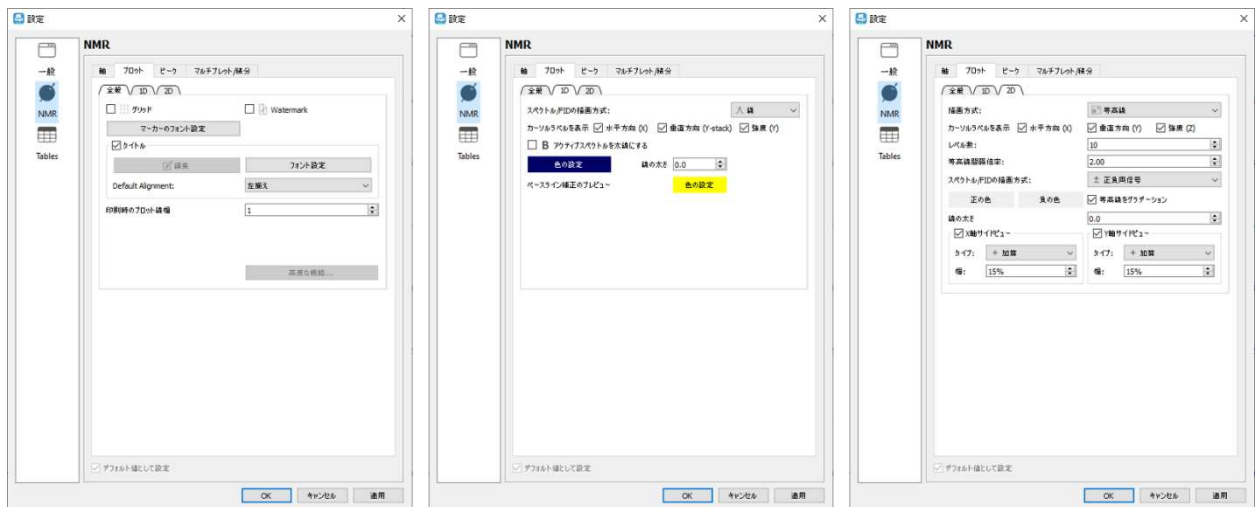 設定
NMR
一般
NMR
Tables
軸 プロット ピーク マルチプレット/積分
全般 1D 2D
グリッド Watermark
マーカーのフォント設定
タイトル
編集 フォント設定
Default Alignment: 左揃え
印刷時のプロット線幅 1
高度な機能...
デフォルト値として設定
OK キャンセル 適用
設定
NMR
一般
NMR
Tables
軸 プロット ピーク マルチプレット/積分
全般 1D 2D
スペクトル/FIDの描画方式: 線
カーソルラベルを表示 水平方向 (X) 垂直方向 (Y-stack) 強度 (Y)
B アクティブスペクトルを太線にする
色の設定 線の太さ 0.0
ベースライン補正のプレビュー 色の設定
デフォルト値として設定
OK キャンセル 適用
設定
NMR
一般
NMR
Tables
軸 プロット ピーク マルチプレット/積分
全般 1D 2D
描画方式: 等高線
カーソルラベルを表示 水平方向 (X) 垂直方向 (Y) 強度 (Z)
レベル数: 10
等高線間隔倍率: 2.00
スペクトル/FIDの描画方式: ± 正負両信号
正の色 負の色 等高線をグラデーション
線の太さ 0.0
X軸サイドビュー Y軸サイドビュー
タイプ: + 加算 タイプ: + 加算
幅: 15% 幅: 15%
デフォルト値として設定
OK キャンセル 適用